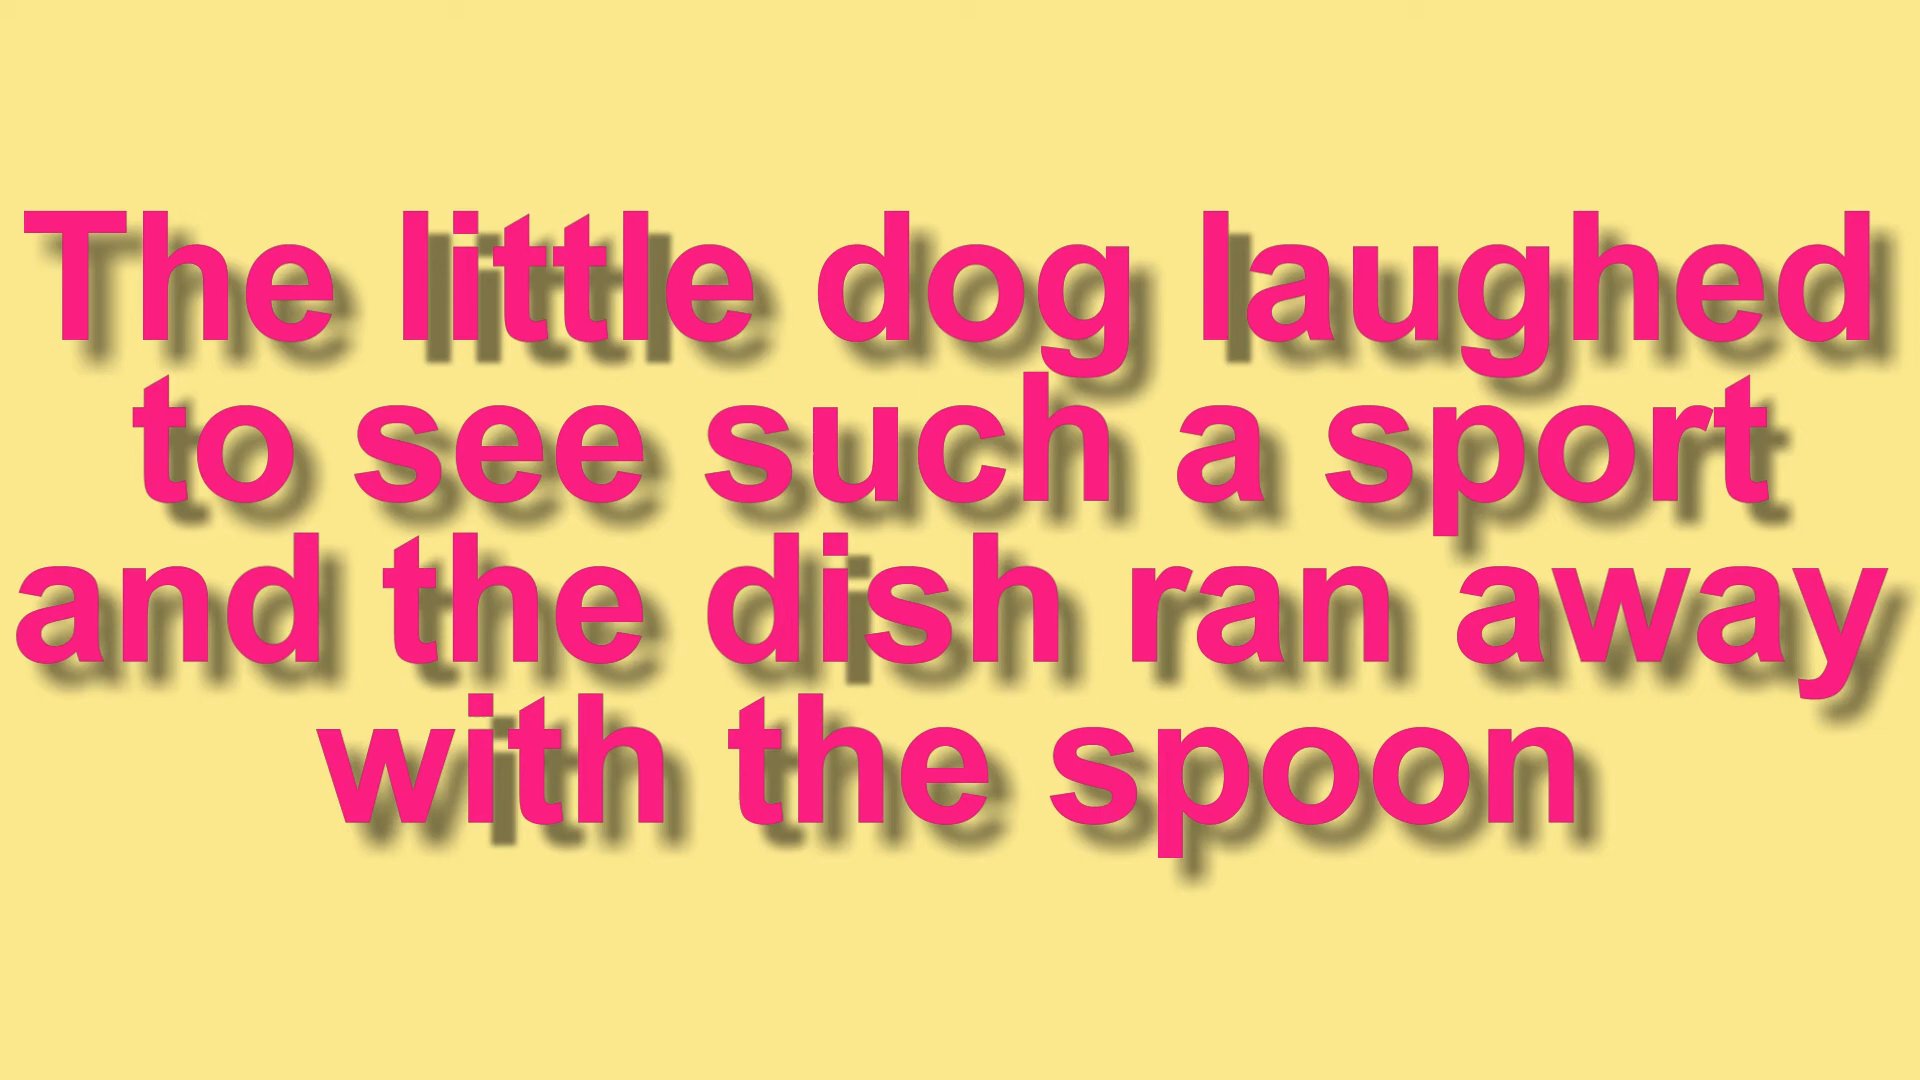 The little dog laughed
to see such a sport
and the dish ran away
with the spoon